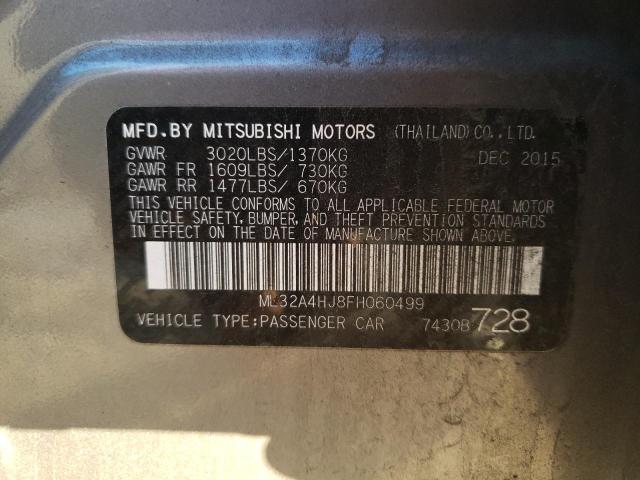 MFD.BY MITSUBISHI MOTORS (THAILAND)CO.,LTD.
GVWR 3020LBS/1370KG DEC 2015
GAWR FR 1609LBS/ 730KG
GAWR RR 1477LBS/ 670KG
THIS VEHICLE CONFORMS TO ALL APPLICABLE FEDERAL MOTOR
VEHICLE SAFETY, BUMPER, AND THEFT PREVENTION STANDARDS
IN EFFECT ON THE DATE OF MANUFACTURE SHOWN ABOVE.
ML32A4HJ8FH060499
VEHICLE TYPE:PASSENGER CAR 7430B 728